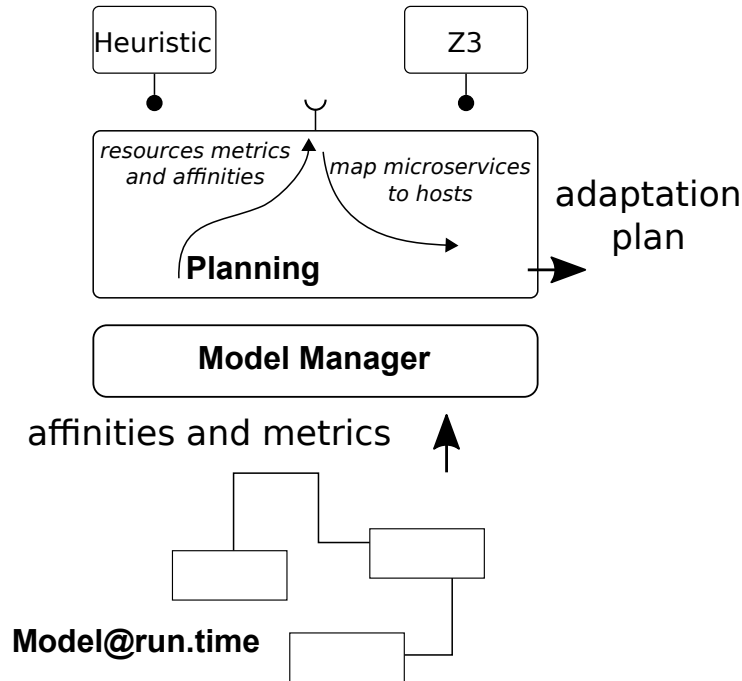 Heuristic
Z3
resources metrics
and affinities
map microservices
to hosts
Planning
adaptation
plan
Model Manager
affinities and metrics
Model@run.time